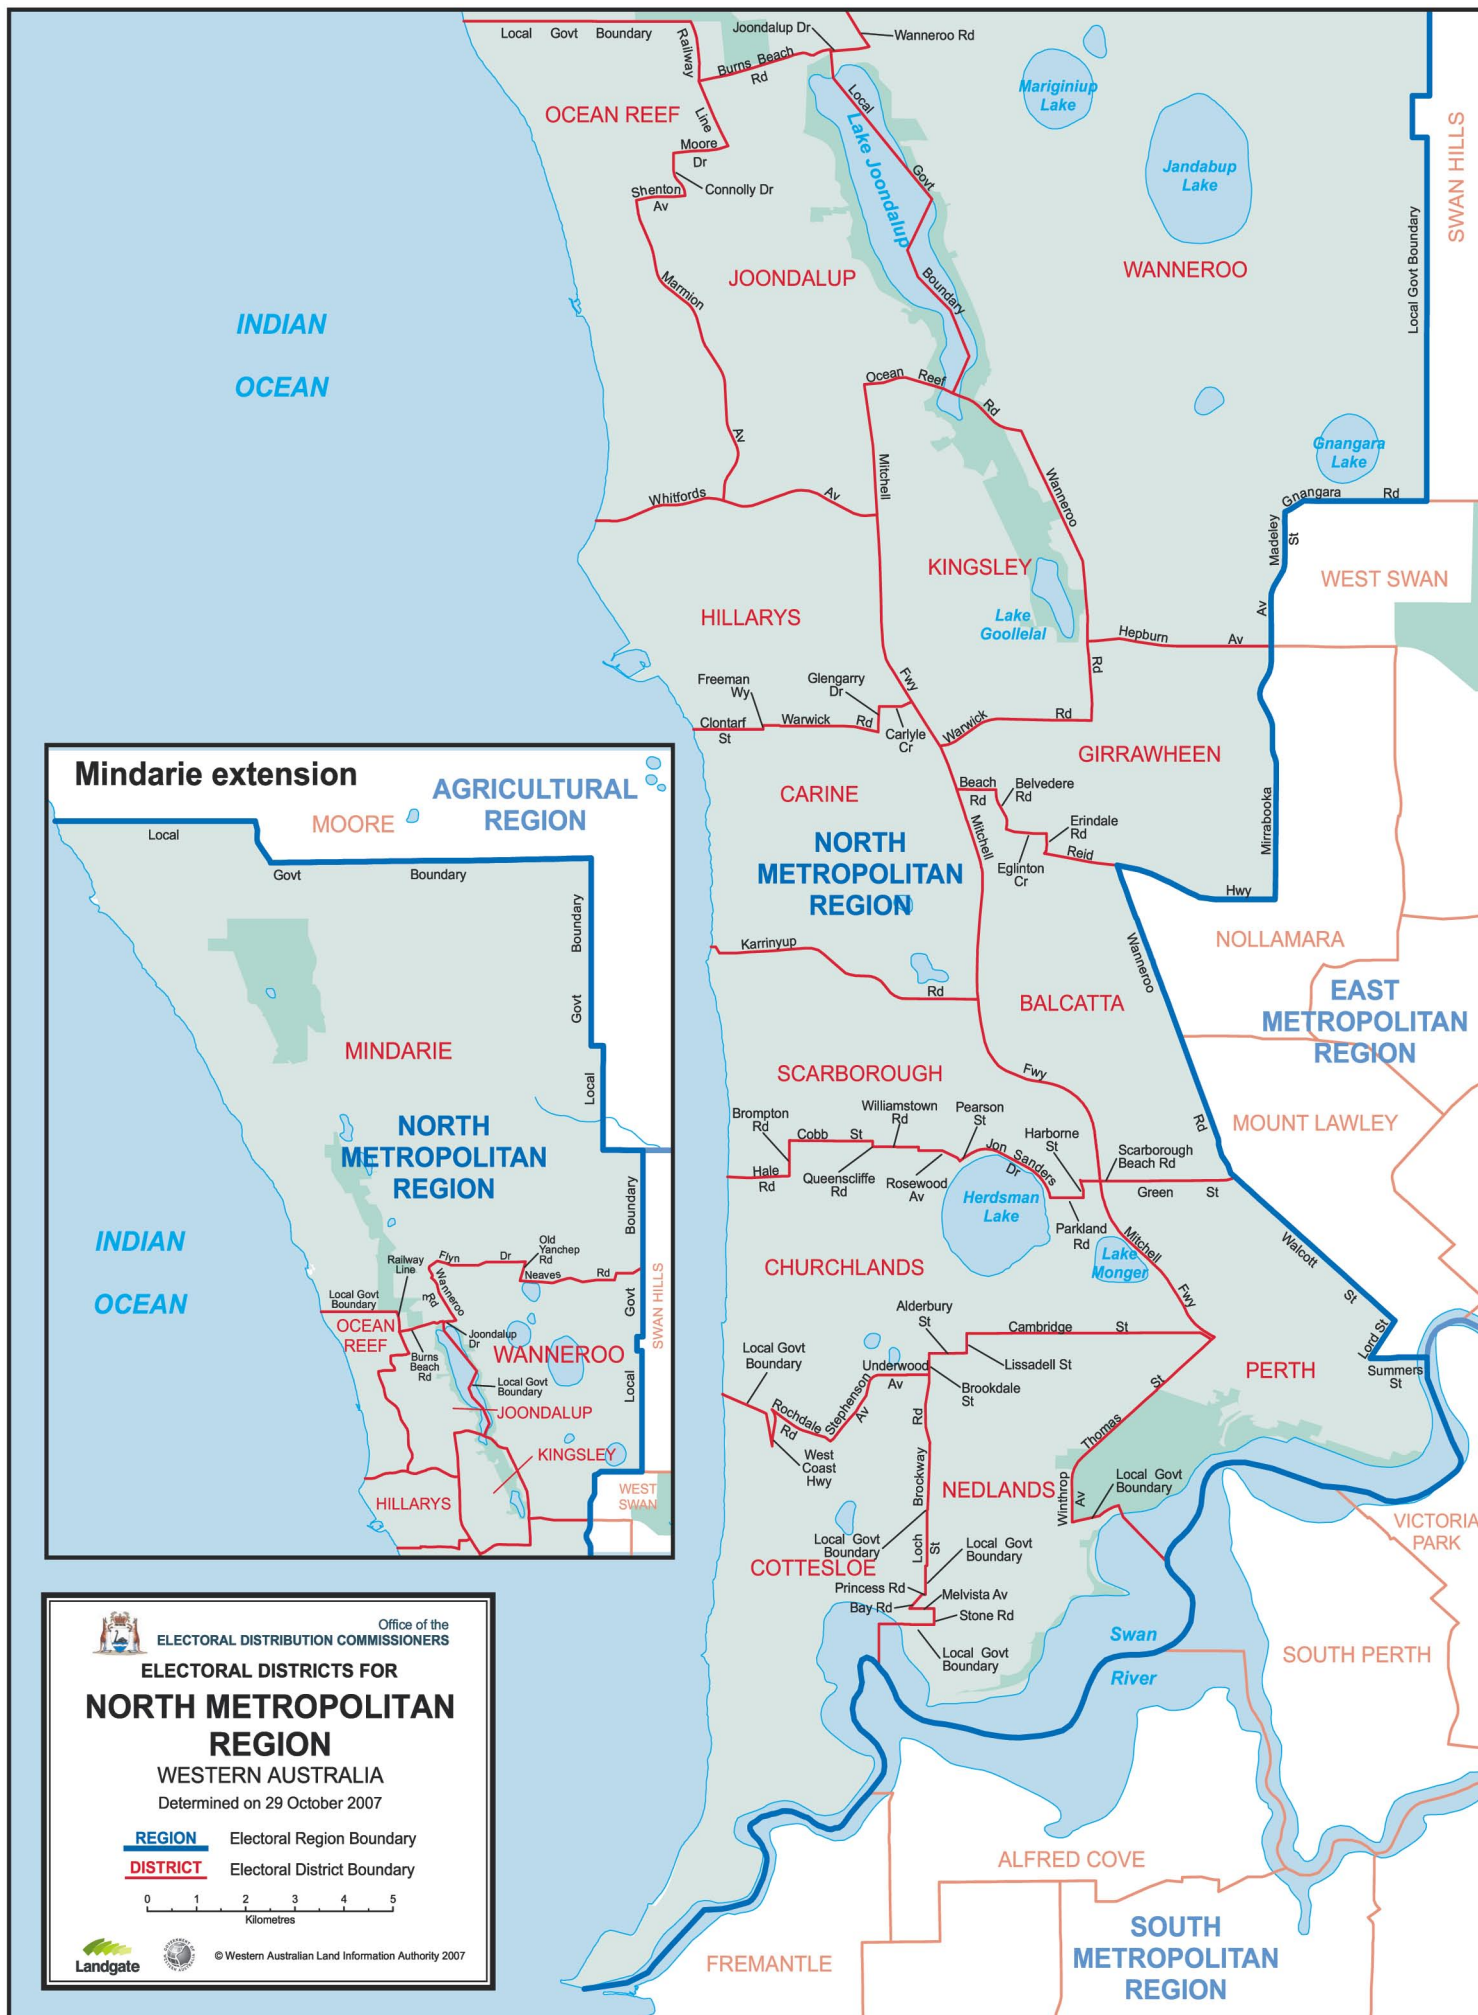 Local Govt Boundary
Railway
Line
Joondalup Dr
Wanneroo Rd
Burns Beach
Rd
OCEAN REEF
Moore
Dr
Connolly Dr
Shenton
Av
Marmion
Av
Local
Govt
Boundary
Lake Joondalup
Mariginiup
Lake
Jandabup
Lake
SWAN HILLS
Local Govt Boundary
JOONDALUP
WANNEROO
INDIAN
OCEAN
Ocean Reef
Rd
Gnangara
Lake
Gnangara Rd
Whitfords
Av
Mitchell
Wanneroo
Madeley
St
Av
WEST SWAN
KINGSLEY
HILLARYS
Lake
Goollelal
Hepburn Av
Rd
Freeman
Wy
Glengarry
Dr
Fwy
Clontarf
St
Warwick Rd
Carlyle
Cr
Warwick
Rd
GIRRAWHEEN
CARINE
Beach
Rd
Belvedere
Rd
Erindale
Rd
Mitchell
Reid
Eglinton
Cr
Mirrabooka
Hwy
NORTH
METROPOLITAN
REGION
Wanneroo
NOLLAMARA
Karrinyup
Rd
BALCATTA
EAST
METROPOLITAN
REGION
SCARBOROUGH
Fwy
Rd
MOUNT LAWLEY
Brompton
Rd
Cobb St
Williamstown
Rd
Pearson
St
Jon Sanders
Dr
Harborne
St
Scarborough
Beach Rd
Hale
Rd
Queenscliffe
Rd
Rosewood
Av
Herdsman
Lake
Green St
Parkland
Rd
Lake
Monger
Mitchell
Fwy
Walcott
St
CHURCHLANDS
Alderbury
St
Cambridge St
Lord St
Summers
St
Local Govt
Boundary
Underwood
Av
Lissadell St
Brookdale
St
PERTH
Stephenson
Av
Rochdale
Rd
West
Coast
Hwy
Rd
Brockway
Thomas
St
NEDLANDS
Winthrop
Av
Local Govt
Boundary
VICTORIA
PARK
Local Govt
Boundary
COTTESLOE
Loch
St
Local Govt
Boundary
Princess Rd
Melvista Av
Bay Rd
Stone Rd
Local Govt
Boundary
Swan
River
SOUTH PERTH
ALFRED COVE
FREMANTLE
SOUTH
METROPOLITAN
REGION
Mindarie extension
AGRICULTURAL
REGION
MOORE
Local
Govt Boundary
Boundary
Govt
Local
MINDARIE
NORTH
METROPOLITAN
REGION
INDIAN
OCEAN
Boundary
Govt
Local
SWAN HILLS
Railway
Line
Flyn Dr
Old
Yanchep
Rd
Neaves Rd
Wanneroo
Rd
Local Govt
Boundary
OCEAN
REEF
Joondalup
Dr
Burns
Beach
Rd
WANNEROO
Local Govt
Boundary
JOONDALUP
KINGSLEY
HILLARYS
WEST
SWAN
Office of the
ELECTORAL DISTRIBUTION COMMISSIONERS
ELECTORAL DISTRICTS FOR
NORTH METROPOLITAN
REGION
WESTERN AUSTRALIA
Determined on 29 October 2007
REGION Electoral Region Boundary
DISTRICT Electoral District Boundary
0 1 2 3 4 5
Kilometres
Landgate
© Western Australian Land Information Authority 2007